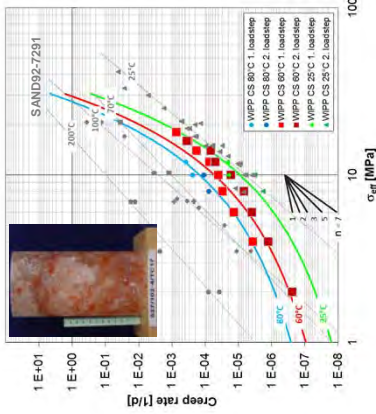 SAND92-7291
1 E+01
1 E+00
1 E-01
1 E-02
1 E-03
1 E-04
1 E-05
1 E-06
1 E-07
1 E-08
Creep rate [1/d]
200°C
100°C
70°C
25°C
60°C
60°C
25°C
WIPP CS 80°C 1. loadstep
WIPP CS 80°C 2. loadstep
WIPP CS 60°C 1. loadstep
WIPP CS 60°C 2. loadstep
WIPP CS 25°C 1. loadstep
WIPP CS 25°C 2. loadstep
1
2
3
5
n = 7
1
10
100
σeff [MPa]